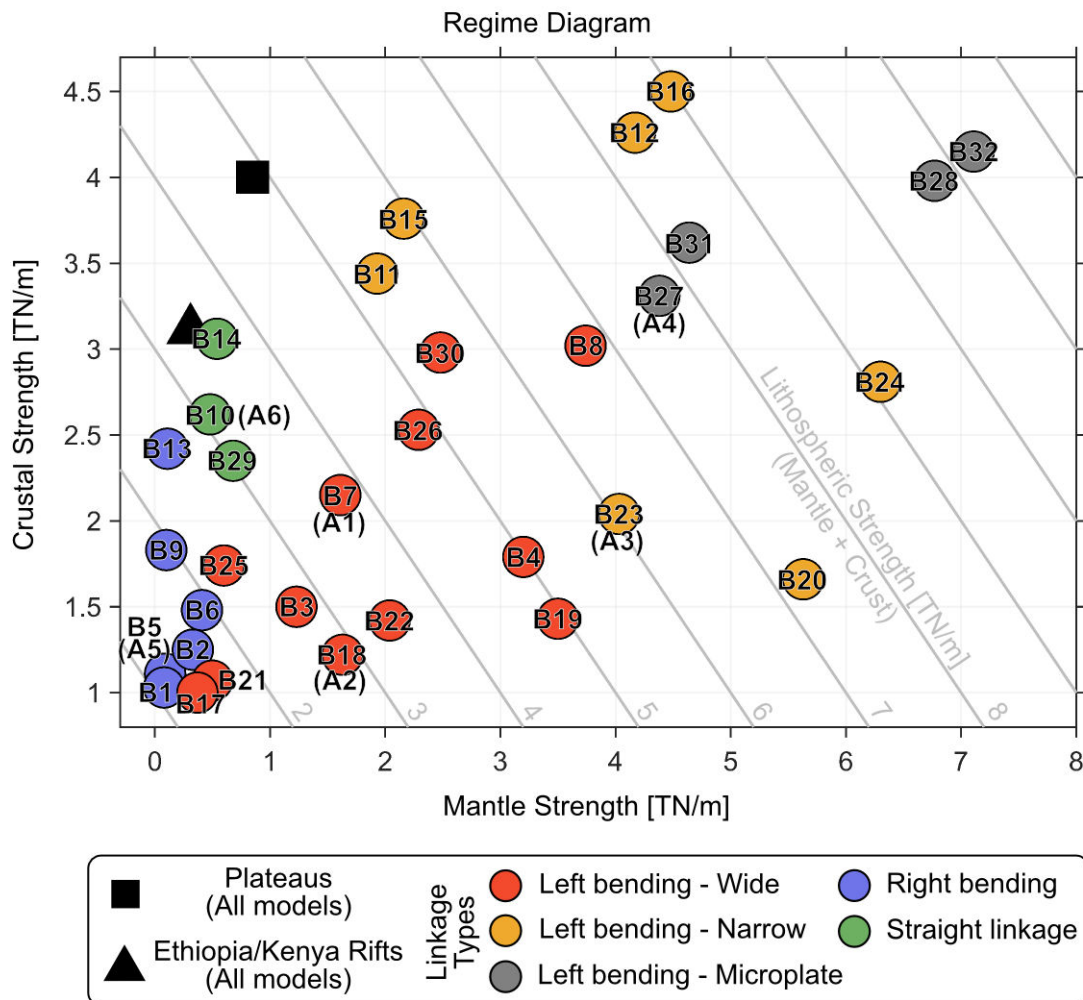 Regime Diagram
Crustal Strength [TN/m]
4.5
4
3.5
3
2.5
2
1.5
1
B16
B12
B32
B28
B15
B31
B11
B27
(A4)
B14
B30
B8
B24
B10 (A6)
B26
B13
B29
B7
(A1)
B23
(A3)
B9
B25
B4
B20
B6
B3
B22
B19
B5
(A5)
B2
B18
(A2)
B1
B21
B17
Lithospheric Strength [TN/m]
(Mantle + Crust)
2
3
4
5
6
7
8
0
1
2
3
4
5
6
7
8
Mantle Strength [TN/m]
Plateaus
(All models)
Ethiopia/Kenya Rifts
(All models)
Linkage
Types
Left bending - Wide
Left bending - Narrow
Left bending - Microplate
Right bending
Straight linkage